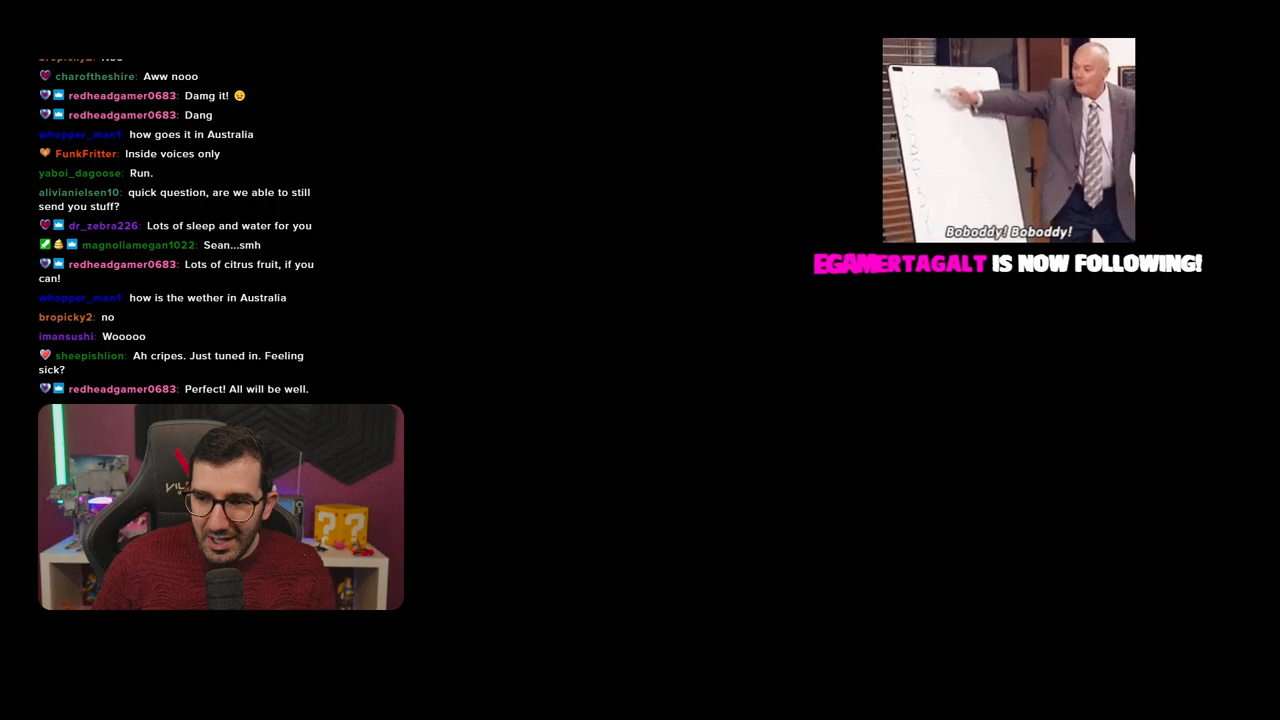 charoftheshire: Aww nooo
redheadgamer0683: Damg it! 😞
redheadgamer0683: Dang
whopper_man1 how goes it in Australia
FunkFritter: Inside voices only
yaboi_dagoose: Run.
alivianielsen10: quick question, are we able to still
send you stuff?
dr_zebra226: Lots of sleep and water for you
magnoliamegan1022: Sean...smh
redheadgamer0683: Lots of citrus fruit, if you
can!
whopper_man1 how is the wether in Australia
bropicky2: no
imansushi: Wooooo
sheepishlion: Ah cripes. Just tuned in. Feeling
sick?
redheadgamer0683: Perfect! All will be well.
Boboddy! Boboddy!
EGAMERTAGALT IS NOW FOLLOWING!